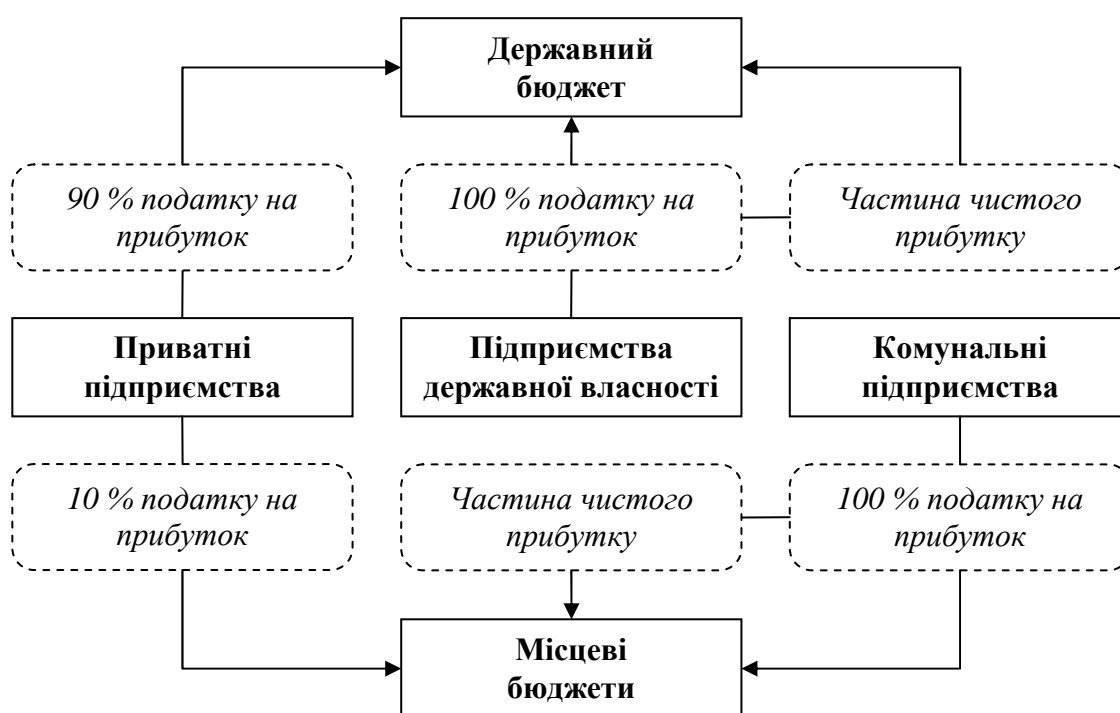 Державний
бюджет
90 % податку на
прибуток
100 % податку на
прибуток
Частина чистого
прибутку
Приватні
підприємства
Підприємства
державної власності
Комунальні
підприємства
10 % податку на
прибуток
Частина чистого
прибутку
100 % податку на
прибуток
Місцеві
бюджети